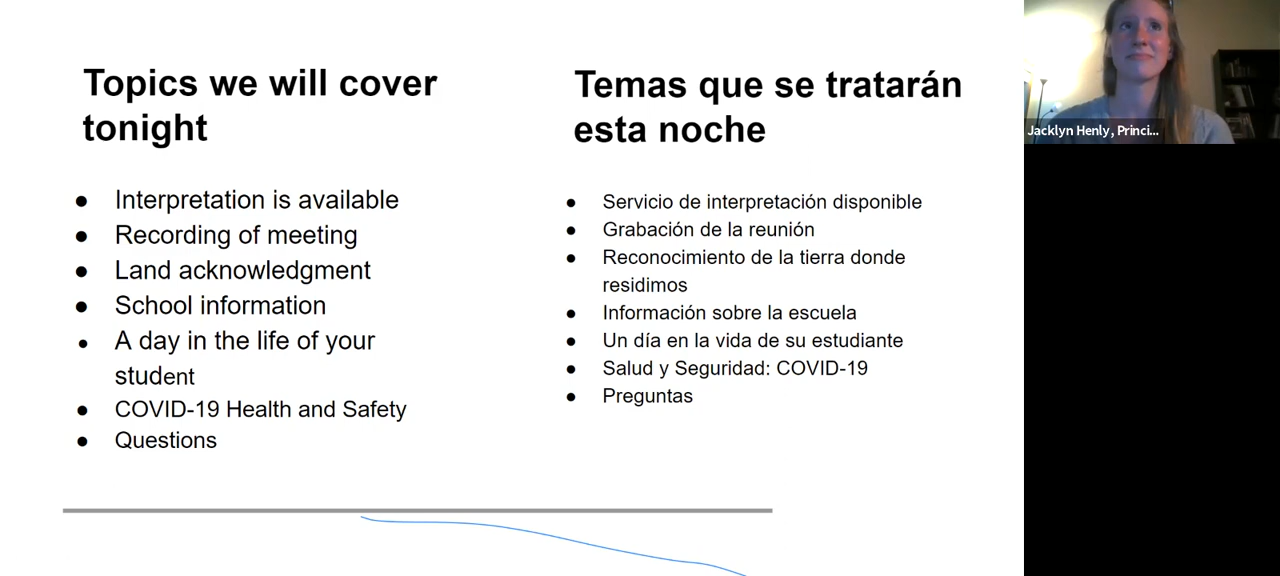 Topics we will cover
tonight
Interpretation is available
Recording of meeting
Land acknowledgment
School information
A day in the life of your
student
COVID-19 Health and Safety
Questions
Temas que se tratarán
esta noche
Servicio de interpretación disponible
Grabación de la reunión
Reconocimiento de la tierra donde
residimos
Información sobre la escuela
Un día en la vida de su estudiante
Salud y Seguridad: COVID-19
Preguntas
Jacklyn Henly, Princi...